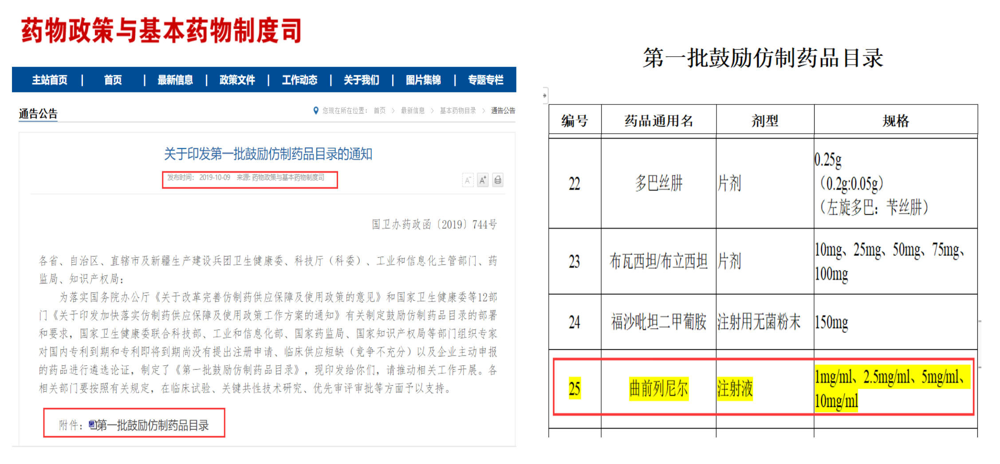 药物政策与基本药物制度司
主站首页 | 首页 | 最新信息 | 政策文件 | 工作动态 | 关于我们 | 图片集锦 | 专题专栏
通告公告
您现在所在位置： 首页 > 最新信息 > 基本药物目录 > 通告公告
关于印发第一批鼓励仿制药品目录的通知
发布时间： 2019-10-09 来源: 药物政策与基本药物制度司
A- A+
国卫办药政函〔2019〕744号
各省、自治区、直辖市及新疆生产建设兵团卫生健康委、科技厅（科委）、工业和信息化主管部门、药
监局、知识产权局：
为落实国务院办公厅《关于改革完善仿制药供应保障及使用政策的意见》和国家卫生健康委等12部
门《关于印发加快落实仿制药供应保障及使用政策工作方案的通知》有关制定鼓励仿制药品目录的部署
和要求，国家卫生健康委联合科技部、工业和信息化部、国家药监局、国家知识产权局等部门组织专家
对国内专利到期和专利即将到期尚没有提出注册申请、临床供应短缺（竞争不充分）以及企业主动申报
的药品进行遴选论证，制定了《第一批鼓励仿制药品目录》，现印发给你们，请推动相关工作开展。各
相关部门要按照有关规定，在临床试验、关键共性技术研究、优先审评审批等方面予以支持。
附件：第一批鼓励仿制药品目录
第一批鼓励仿制药品目录
编号 药品通用名 剂型 规格
22 多巴丝肼 片剂 0.25g
（0.2g:0.05g）
（左旋多巴：苄丝肼）
23 布瓦西坦/布立西坦 片剂 10mg、25mg、50mg、75mg、
100mg
24 福沙吡坦二甲葡胺 注射用无菌粉末 150mg
25 曲前列尼尔 注射液 1mg/ml、2.5mg/ml、5mg/ml、
10mg/ml